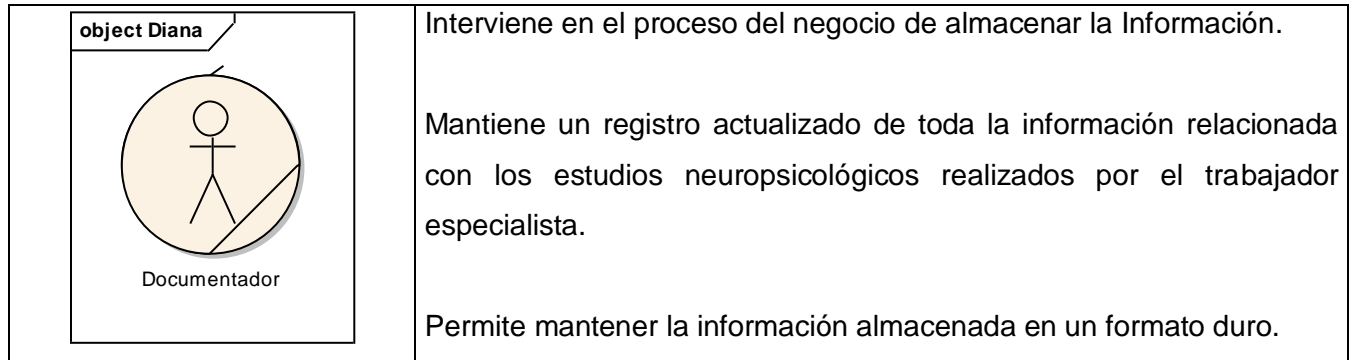 object Diana
Documentador
Interviene en el proceso del negocio de almacenar la Información.
Mantiene un registro actualizado de toda la información relacionada
con los estudios neuropsicológicos realizados por el trabajador
especialista.
Permite mantener la información almacenada en un formato duro.